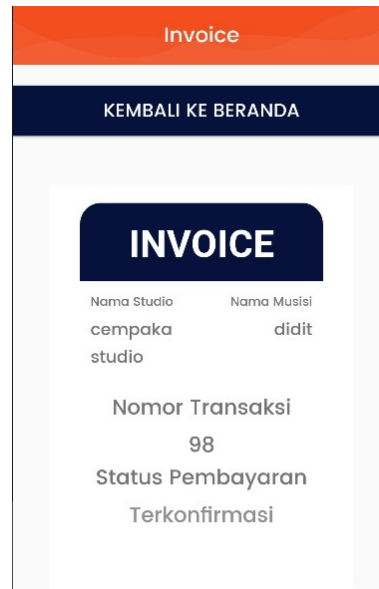 Invoice
KEMBALI KE BERANDA
INVOICE
Nama Studio
Nama Musisi
cempaka
studio
didit
Nomor Transaksi
98
Status Pembayaran
Terkonfirmasi